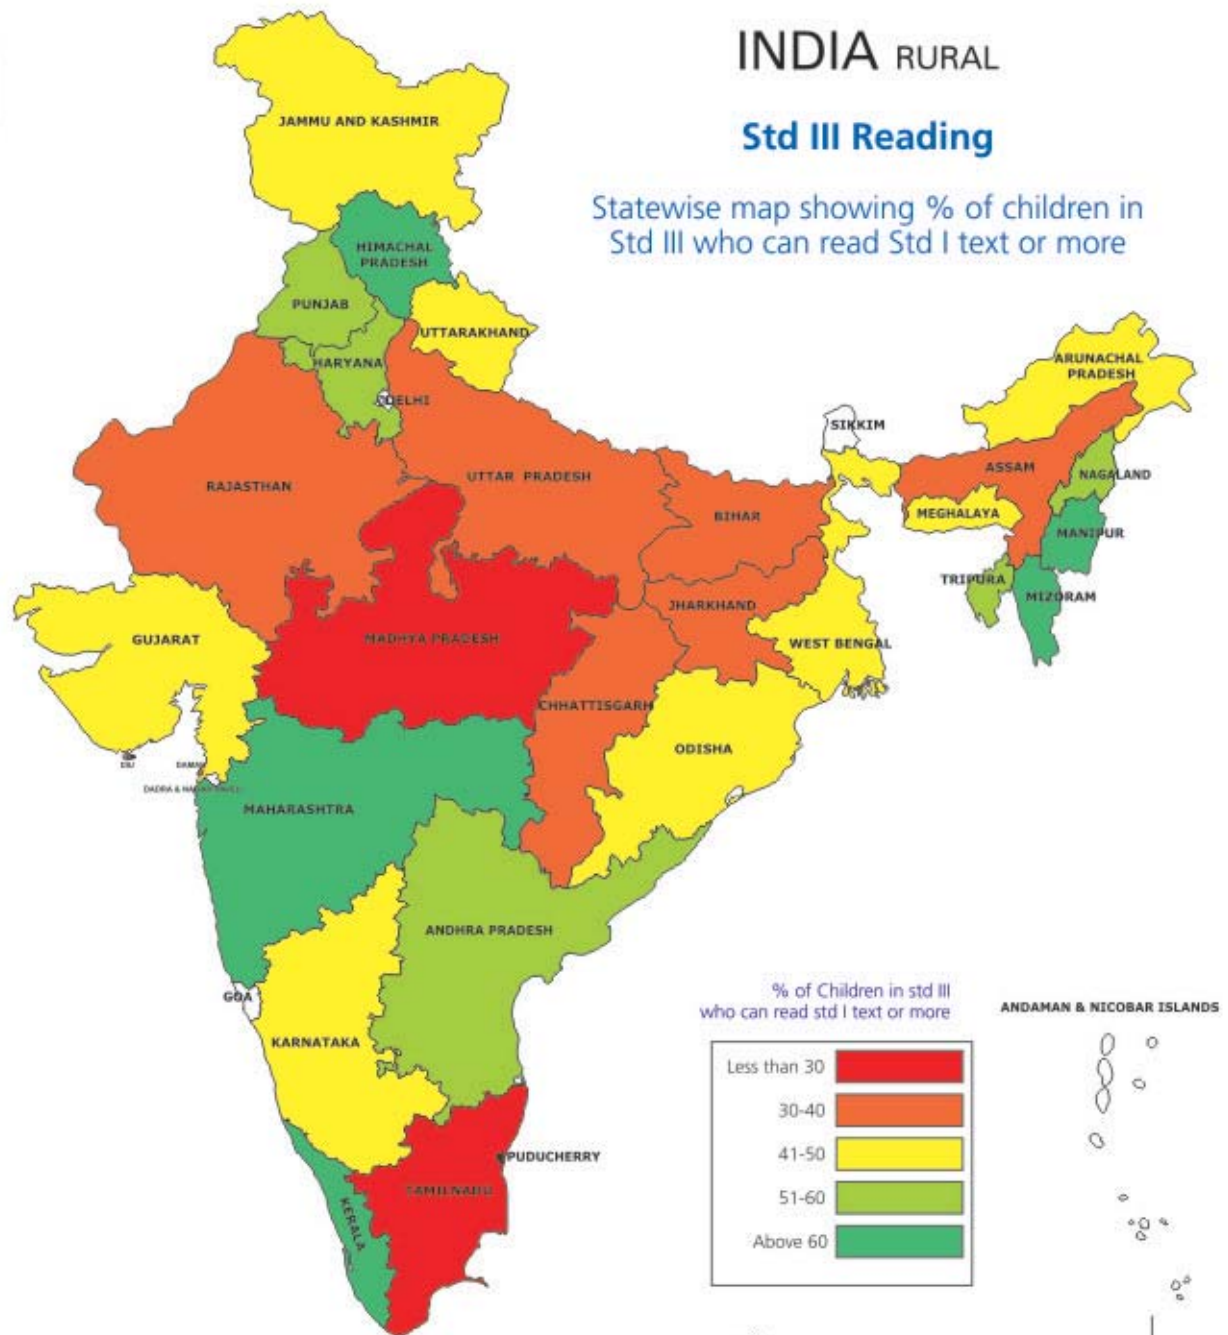 INDIA RURAL
Std III Reading
Statewise map showing % of children in
Std III who can read Std I text or more
JAMMU AND KASHMIR
HIMACHAL
PRADESH
PUNJAB
UTTARAKHAND
HARYANA
DELHI
ARUNACHAL
PRADESH
SIKKIM
RAJASTHAN
UTTAR PRADESH
BIHAR
ASSAM
NAGALAND
MEGHALAYA
MANIPUR
TRIPURA
MIZORAM
JHARKHAND
GUJARAT
MADHYA PRADESH
WEST BENGAL
CHHATTISGARH
ODISHA
DIU
DAMAN
DADRA & NAGAR HAVELI
MAHARASHTRA
ANDHRA PRADESH
GOA
KARNATAKA
PUDUCHERRY
TAMILNADU
KERALA
% of Children in std III
who can read std I text or more
Less than 30
30-40
41-50
51-60
Above 60
ANDAMAN & NICOBAR ISLANDS